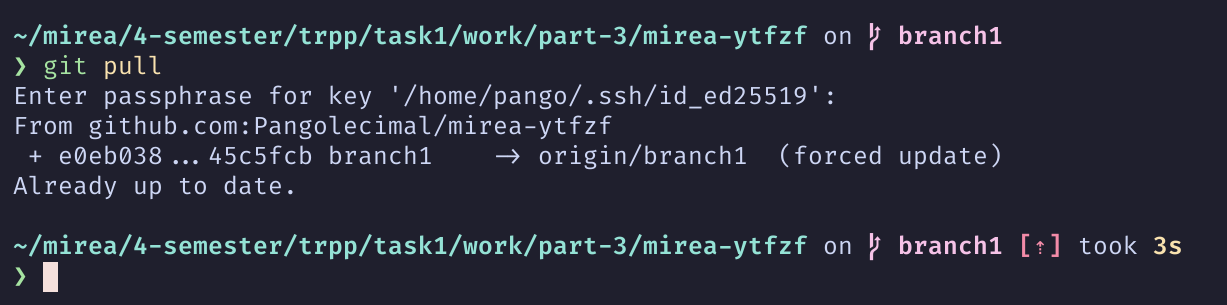 ~/mirea/4-semester/trpp/task1/work/part-3/mirea-ytfzf on  branch1
❯ git pull
Enter passphrase for key '/home/pango/.ssh/id_ed25519':
From github.com:Pangolecimal/mirea-ytfzf
 + e0eb038...45c5fcb branch1    -> origin/branch1  (forced update)
Already up to date.
~/mirea/4-semester/trpp/task1/work/part-3/mirea-ytfzf on  branch1 [⇡] took 3s
❯